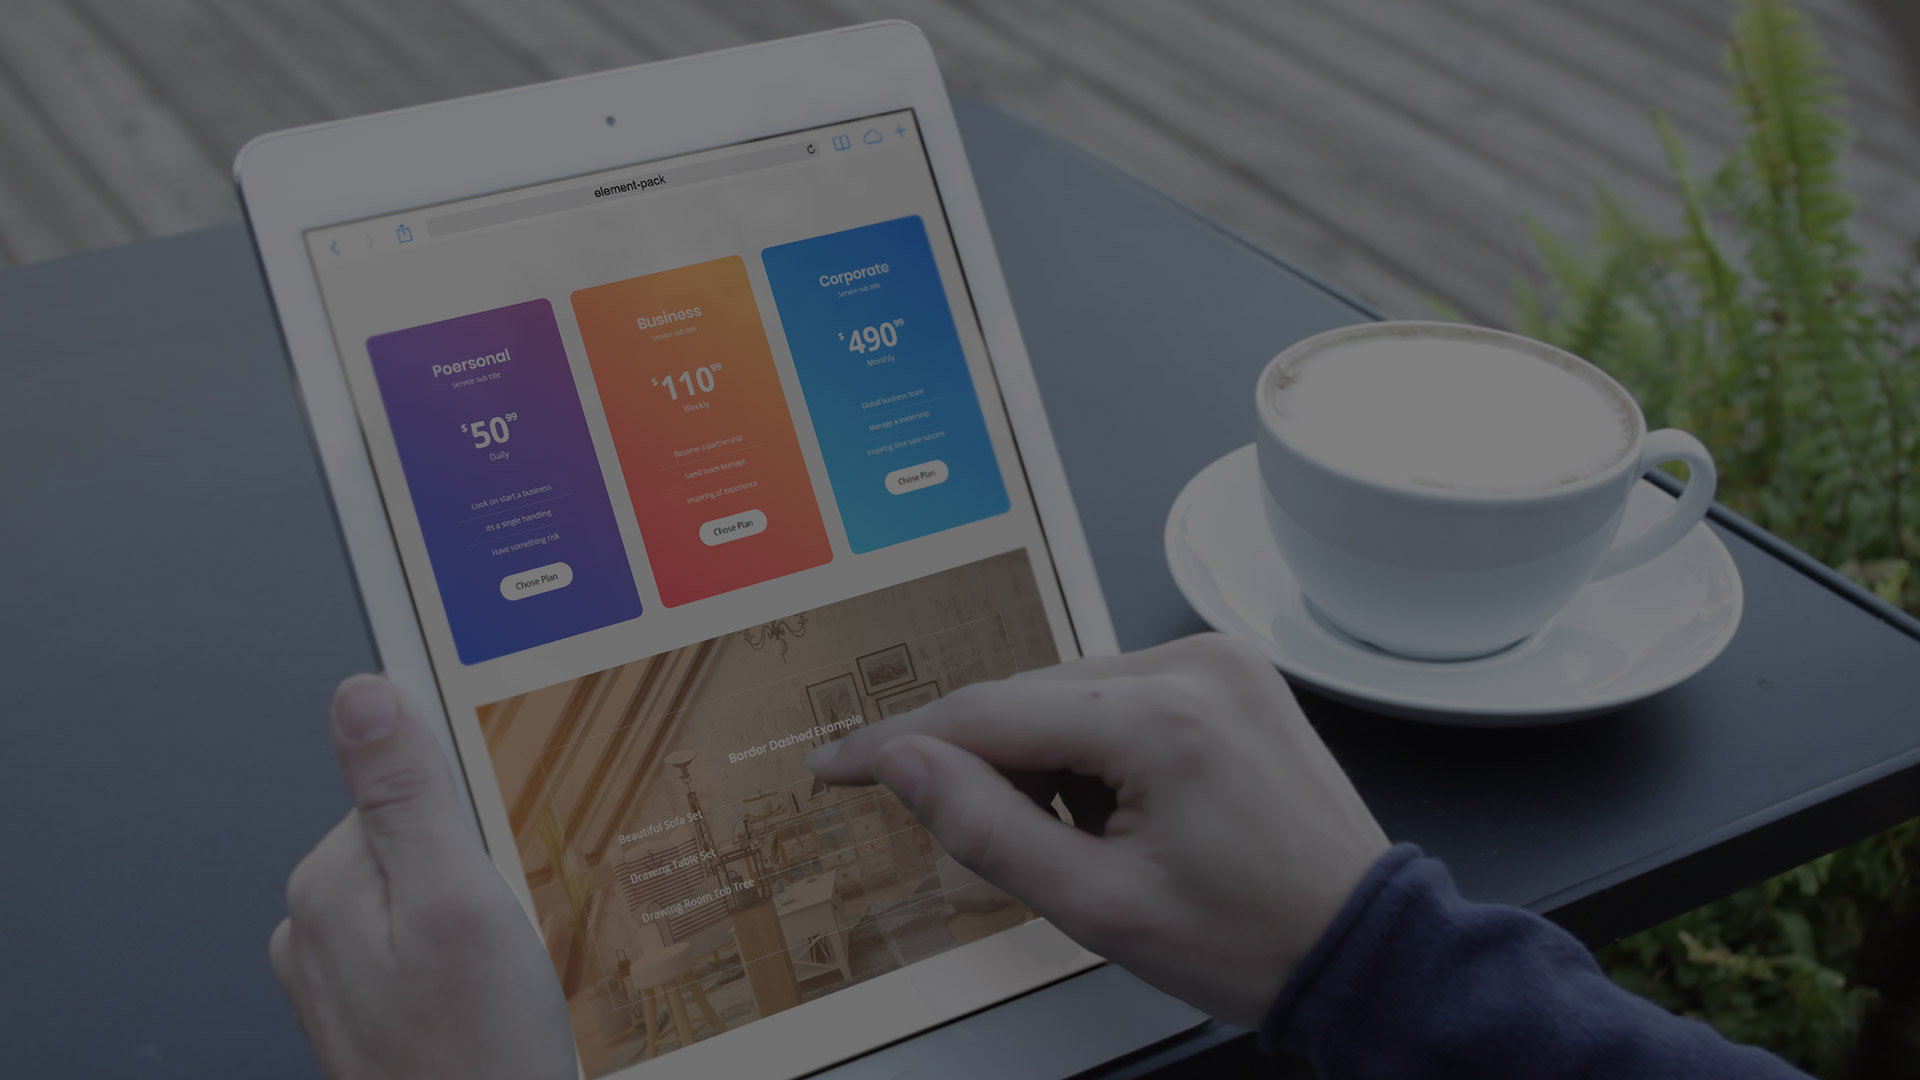 element-pack
Poersonal
Service sub title
$50.99
Daily
Look on start a business
Its a single handling
Have something risk
Chose Plan
Business
Service sub title
$110.99
Weekly
Become a partnership
Samll team Manage
Inspiring of experience
Chose Plan
Corporate
Service sub title
$490.99
Monthly
Global business team
Manage a leadership
Inspiring time save success
Chose Plan
Border Dashed Example
Beautiful Sofa Set
Drawing Table Set
Drawing Room Tob Tree